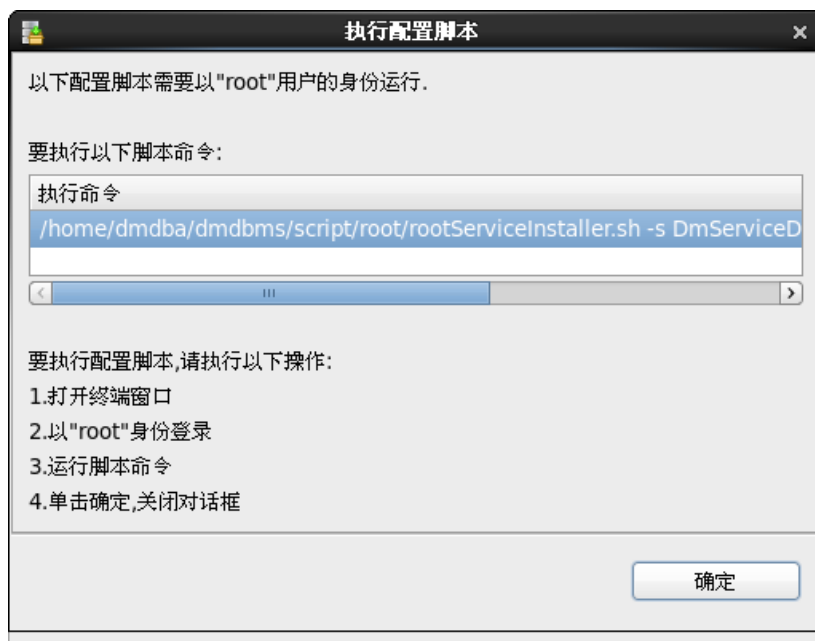 执行配置脚本
以下配置脚本需要以"root"用户的身份运行.
要执行以下脚本命令:
执行命令
/home/dmdba/dmdbms/script/root/rootServiceInstaller.sh -s DmServiceD
要执行配置脚本,请执行以下操作:
1.打开终端窗口
2.以"root"身份登录
3.运行脚本命令
4.单击确定,关闭对话框
确定